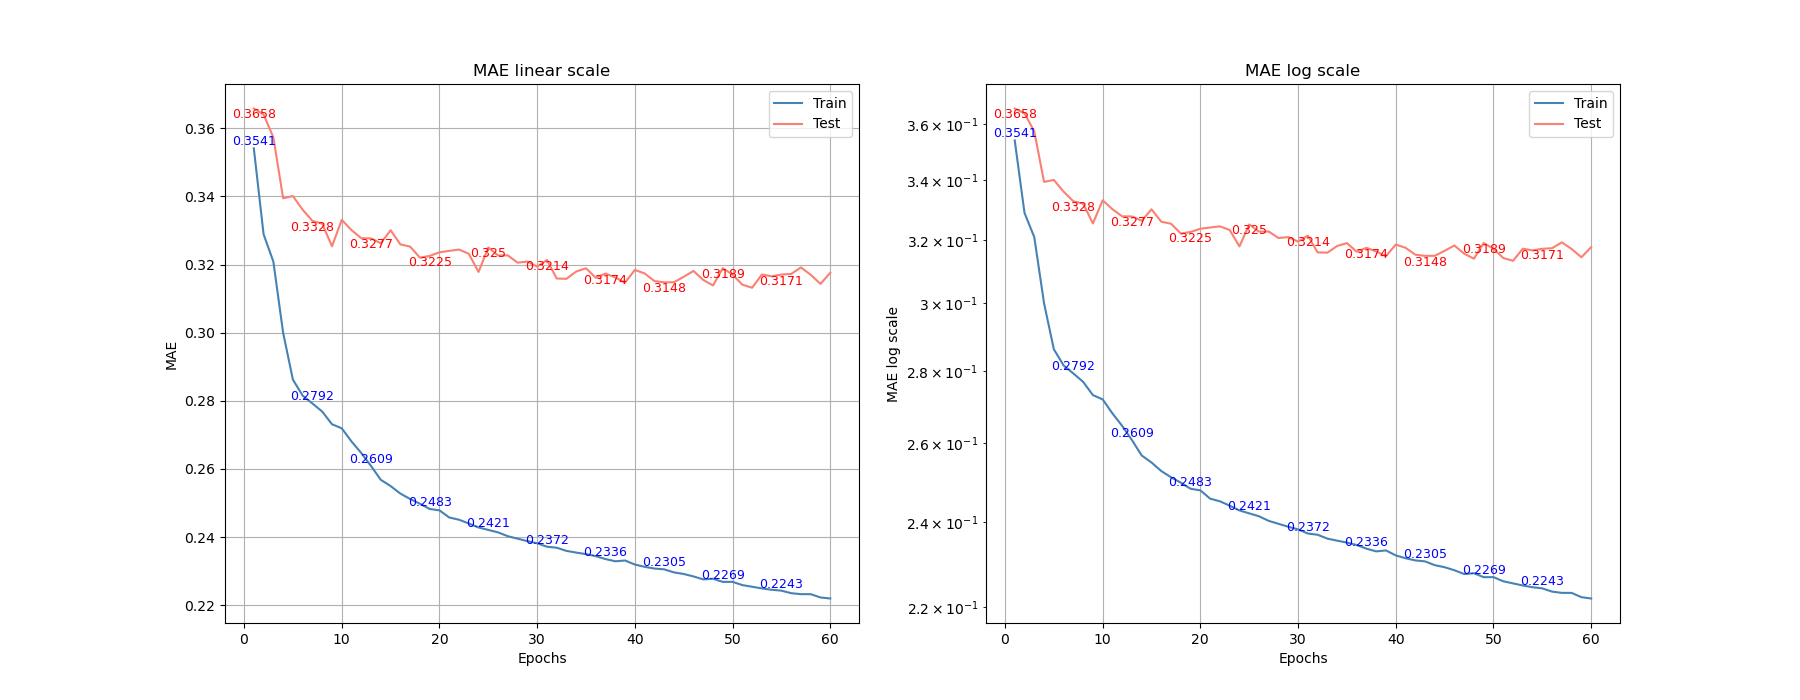 MAE linear scale
Train
Test
0.3658
0.3541
0.3328
0.3277
0.3225
0.325
0.3214
0.3174
0.3148
0.3189
0.3171
0.2792
0.2609
0.2483
0.2421
0.2372
0.2336
0.2305
0.2269
0.2243
0.36
0.34
0.32
0.30
0.28
0.26
0.24
0.22
MAE
0 10 20 30 40 50 60
Epochs
MAE log scale
Train
Test
0.3658
0.3541
0.3328
0.3277
0.3225
0.325
0.3214
0.3174
0.3148
0.3189
0.3171
0.2792
0.2609
0.2483
0.2421
0.2372
0.2336
0.2305
0.2269
0.2243
3.6 × 10⁻¹
3.4 × 10⁻¹
3.2 × 10⁻¹
3 × 10⁻¹
2.8 × 10⁻¹
2.6 × 10⁻¹
2.4 × 10⁻¹
2.2 × 10⁻¹
MAE log scale
0 10 20 30 40 50 60
Epochs